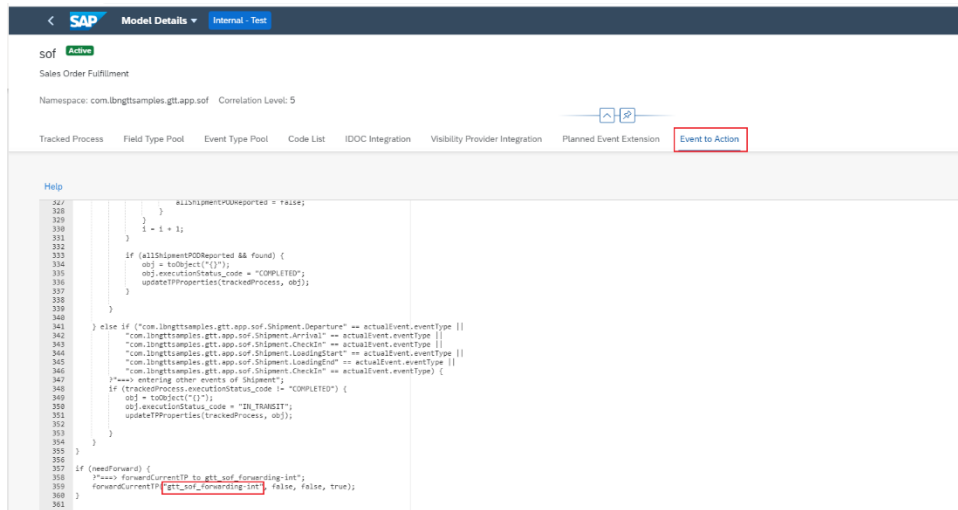 SAP Model Details Internal - Test
sof Active
Sales Order Fulfillment
Namespace: com.lbngttsamples.gtt.app.sof Correlation Level: 5
Tracked Process Field Type Pool Event Type Pool Code List IDOC Integration Visibility Provider Integration Planned Event Extension Event to Action
Help
327 allShipmentPODReported = false;
328 }
329 }
330 i = i + 1;
331 }
332
333 if (allShipmentPODReported && found) {
334 obj = toObject("{}");
335 obj.executionStatus_code = "COMPLETED";
336 updateTPProperties(trackedProcess, obj);
337 }
338
339 }
340
341 } else if ("com.lbngttsamples.gtt.app.sof.Shipment.Departure" == actualEvent.eventType ||
342 "com.lbngttsamples.gtt.app.sof.Shipment.Arrival" == actualEvent.eventType ||
343 "com.lbngttsamples.gtt.app.sof.Shipment.CheckIn" == actualEvent.eventType ||
344 "com.lbngttsamples.gtt.app.sof.Shipment.LoadingStart" == actualEvent.eventType ||
345 "com.lbngttsamples.gtt.app.sof.Shipment.LoadingEnd" == actualEvent.eventType ||
346 "com.lbngttsamples.gtt.app.sof.Shipment.CheckIn" == actualEvent.eventType) {
347 ?"===> entering other events of Shipment";
348 if (trackedProcess.executionStatus_code != "COMPLETED") {
349 obj = toObject("{}");
350 obj.executionStatus_code = "IN_TRANSIT";
351 updateTPProperties(trackedProcess, obj);
352
353 }
354 }
355 }
356
357 if (needForward) {
358 ?"===> forwardCurrentTP to gtt_sof_forwarding-int";
359 forwardCurrentTP("gtt_sof_forwarding-int", false, false, true);
360 }
361